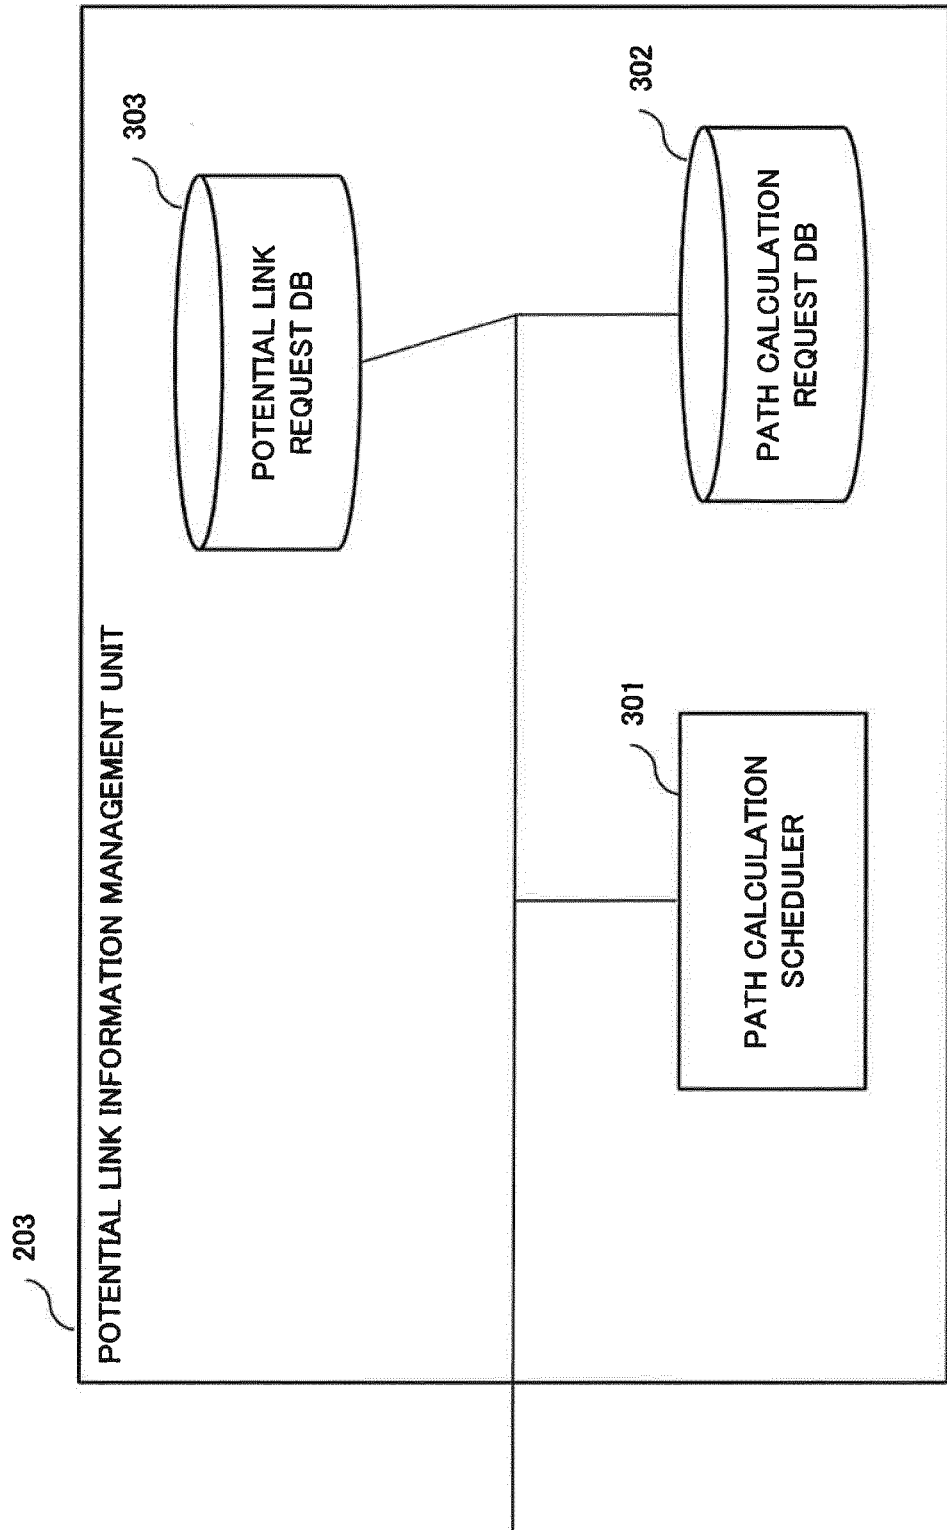 203
POTENTIAL LINK INFORMATION MANAGEMENT UNIT
303
POTENTIAL LINK
REQUEST DB
301
PATH CALCULATION
SCHEDULER
302
PATH CALCULATION
REQUEST DB